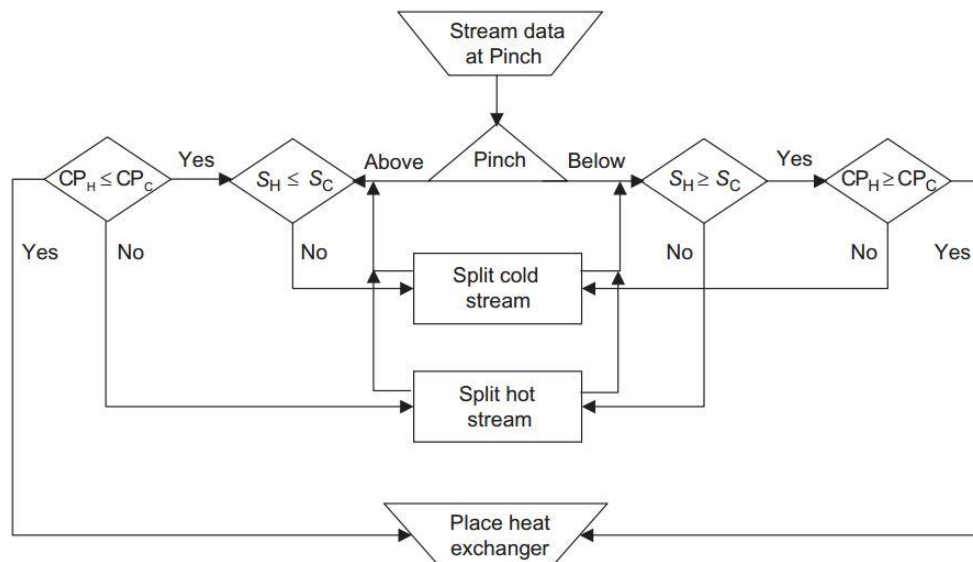 Stream data
at Pinch
Pinch
Above
Below
CP_H ≤ CP_C
Yes
S_H ≤ S_C
S_H ≥ S_C
Yes
CP_H ≥ CP_C
Yes
No
No
No
No
Yes
Split cold
stream
Split hot
stream
Place heat
exchanger